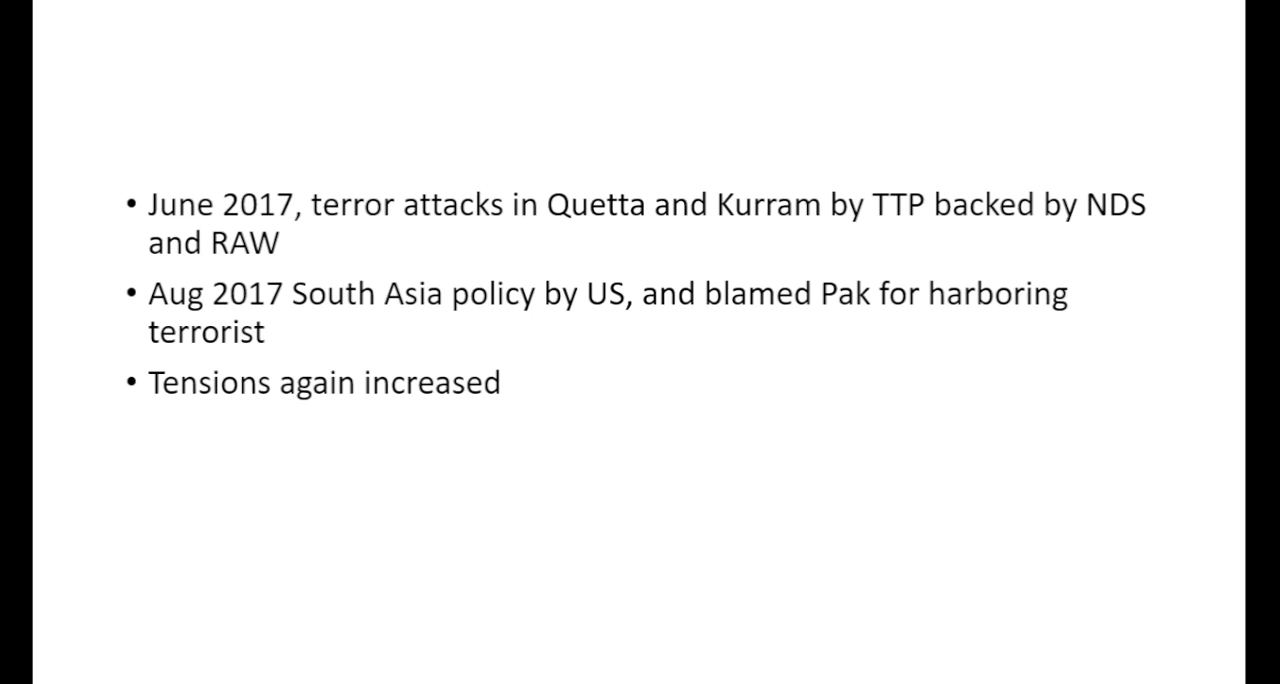 • June 2017, terror attacks in Quetta and Kurram by TTP backed by NDS
and RAW
• Aug 2017 South Asia policy by US, and blamed Pak for harboring
terrorist
• Tensions again increased